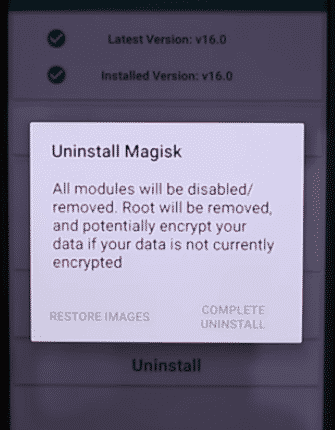 Latest Version: v16.0
Installed Version: v16.0
Uninstall Magisk
All modules will be disabled/
removed. Root will be removed,
and potentially encrypt your
data if your data is not currently
encrypted
RESTORE IMAGES
COMPLETE
UNINSTALL
Uninstall